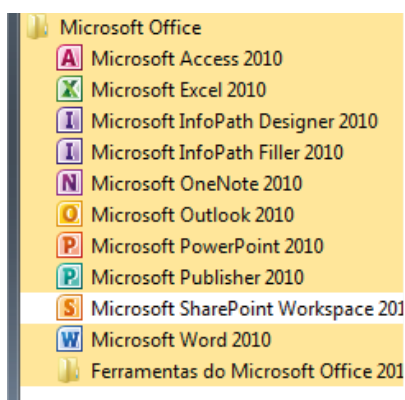 Microsoft Office
Microsoft Access 2010
Microsoft Excel 2010
Microsoft InfoPath Designer 2010
Microsoft InfoPath Filler 2010
Microsoft OneNote 2010
Microsoft Outlook 2010
Microsoft PowerPoint 2010
Microsoft Publisher 2010
Microsoft SharePoint Workspace 201
Microsoft Word 2010
Ferramentas do Microsoft Office 201